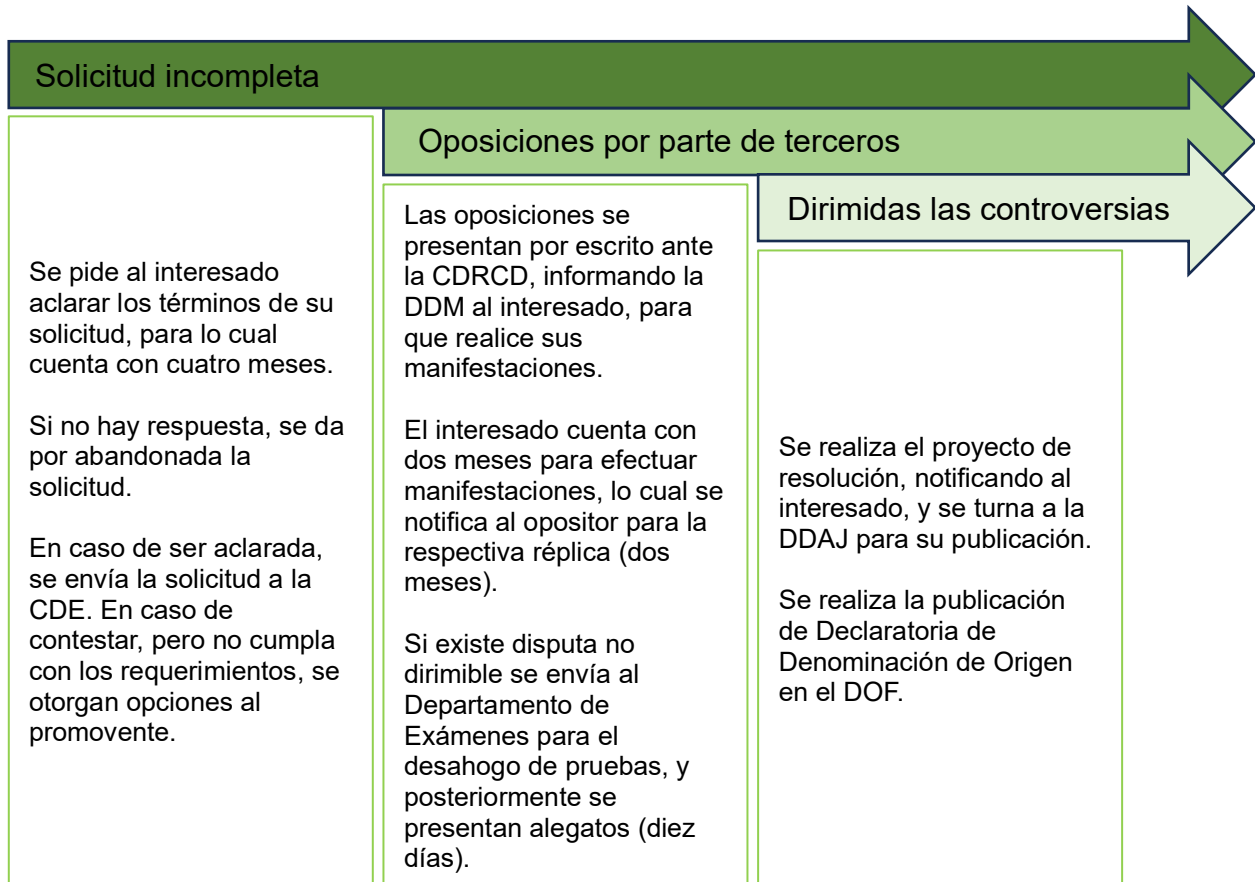 Solicitud incompleta
Se pide al interesado
aclarar los términos de su
solicitud, para lo cual
cuenta con cuatro meses.
Si no hay respuesta, se da
por abandonada la
solicitud.
En caso de ser aclarada,
se envía la solicitud a la
CDE. En caso de
contestar, pero no cumpla
con los requerimientos, se
otorgan opciones al
promovente.
Oposiciones por parte de terceros
Las oposiciones se
presentan por escrito ante
la CDRCD, informando la
DDM al interesado, para
que realice sus
manifestaciones.
El interesado cuenta con
dos meses para efectuar
manifestaciones, lo cual se
notifica al opositor para la
respectiva réplica (dos
meses).
Si existe disputa no
dirimible se envía al
Departamento de
Exámenes para el
desahogo de pruebas, y
posteriormente se
presentan alegatos (diez
días).
Dirimidas las controversias
Se realiza el proyecto de
resolución, notificando al
interesado, y se turna a la
DDAJ para su publicación.
Se realiza la publicación
de Declaratoria de
Denominación de Origen
en el DOF.